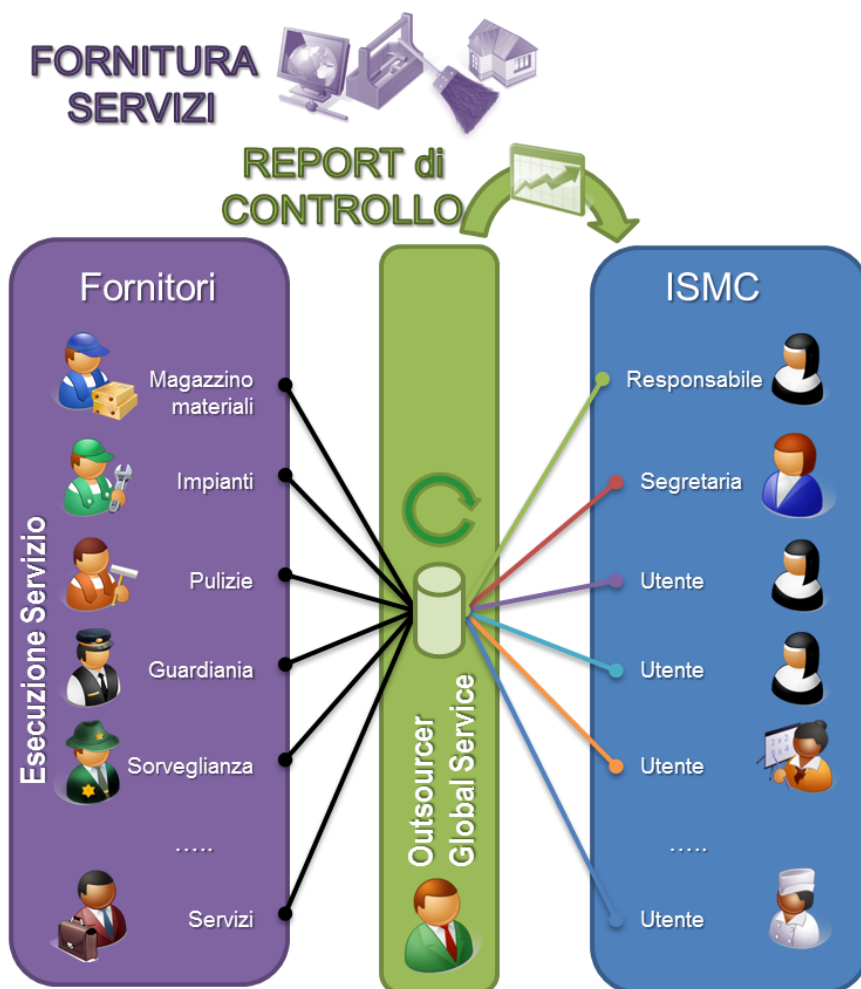 FORNITURA
SERVIZI
REPORT di
CONTROLLO
Fornitori
Magazzino
materiali
Impianti
Pulizie
Guardiania
Sorveglianza
.....
Servizi
Esecuzione Servizio
Outsourcer
Global Service
ISMC
Responsabile
Segretaria
Utente
Utente
Utente
.....
Utente